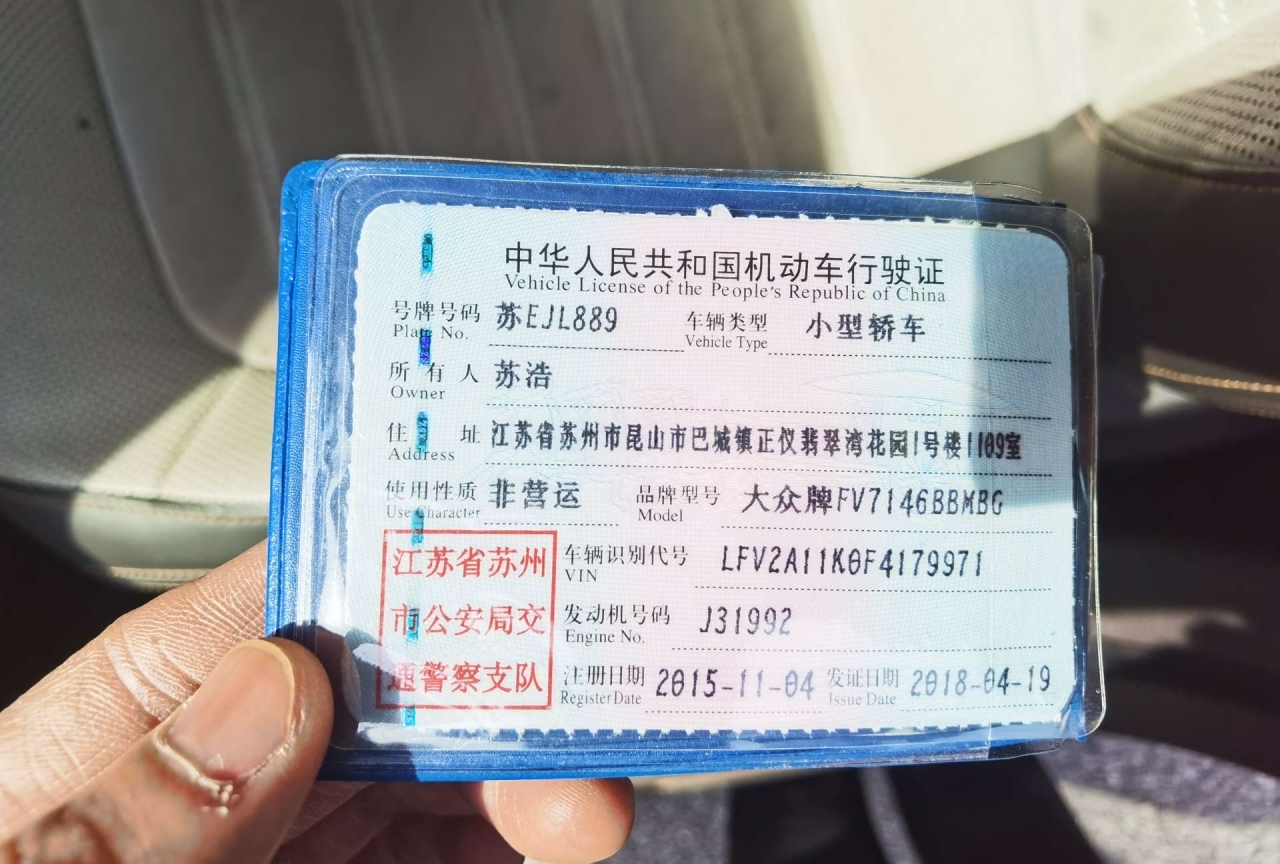 中华人民共和国机动车行驶证
Vehicle License of the People's Republic of China
号牌号码 苏EJL889 车辆类型 小型轿车
Plate No. Vehicle Type
所有人 苏浩
Owner
住址 江苏省苏州市昆山市巴城镇正仪翡翠湾花园1号楼1109室
Address
使用性质 非营运 品牌型号 大众牌FV7146BBMBG
Use Character Model
江苏省苏州
市公安局交
通警察支队
车辆识别代号 LFV2A11K0F4179971
VIN
发动机号码 J31992
Engine No.
注册日期 2015-11-04 发证日期 2018-04-19
Register Date Issue Date